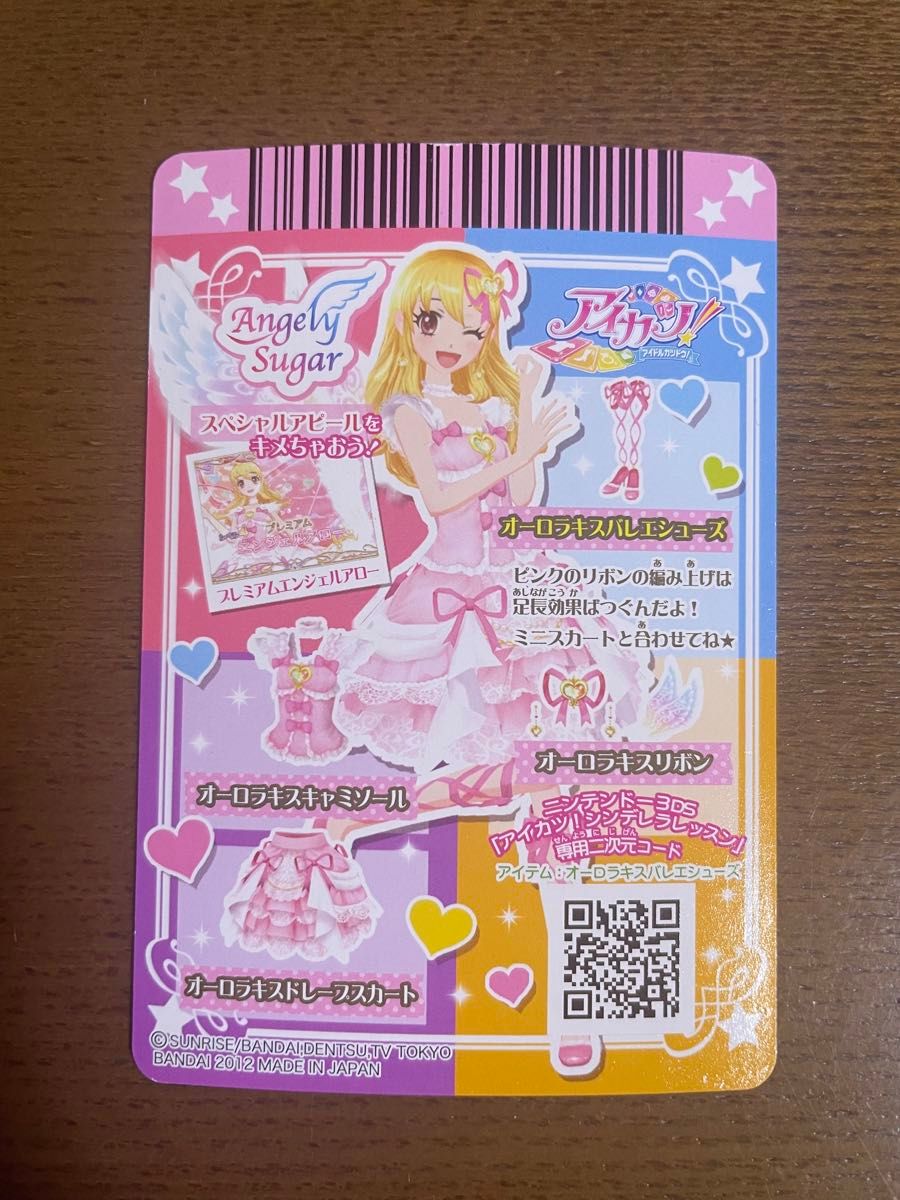 Angely
Sugar
アイカツ!
アイドルカツドウ!
スペシャルアピールを
キメちゃおう!
プレミアム
エンジェルアロー
プレミアムエンジェルアロー
オーロラキスバレエシューズ
ピンクのリボンの編み上げは
足長効果ばつぐんだよ!
ミニスカートと合わせてね★
オーロラキスリボン
オーロラキスキャミソール
オーロラキスドレープスカート
ニンテンドー3DS
「アイカツ!シンデレラレッスン」
専用二次元コード
アイテム:オーロラキスバレエシューズ
©SUNRISE/BANDAI,DENTSU,TV TOKYO
BANDAI 2012 MADE IN JAPAN